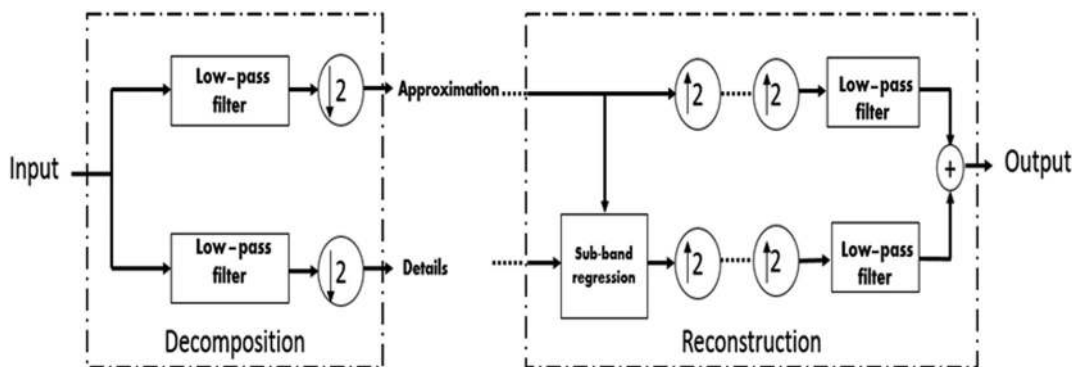 Input
Low-pass
filter
↓2
Approximation
Low-pass
filter
↓2
Details
Decomposition
↑2
↑2
Low-pass
filter
Sub-band
regression
↑2
↑2
Low-pass
filter
+
Output
Reconstruction